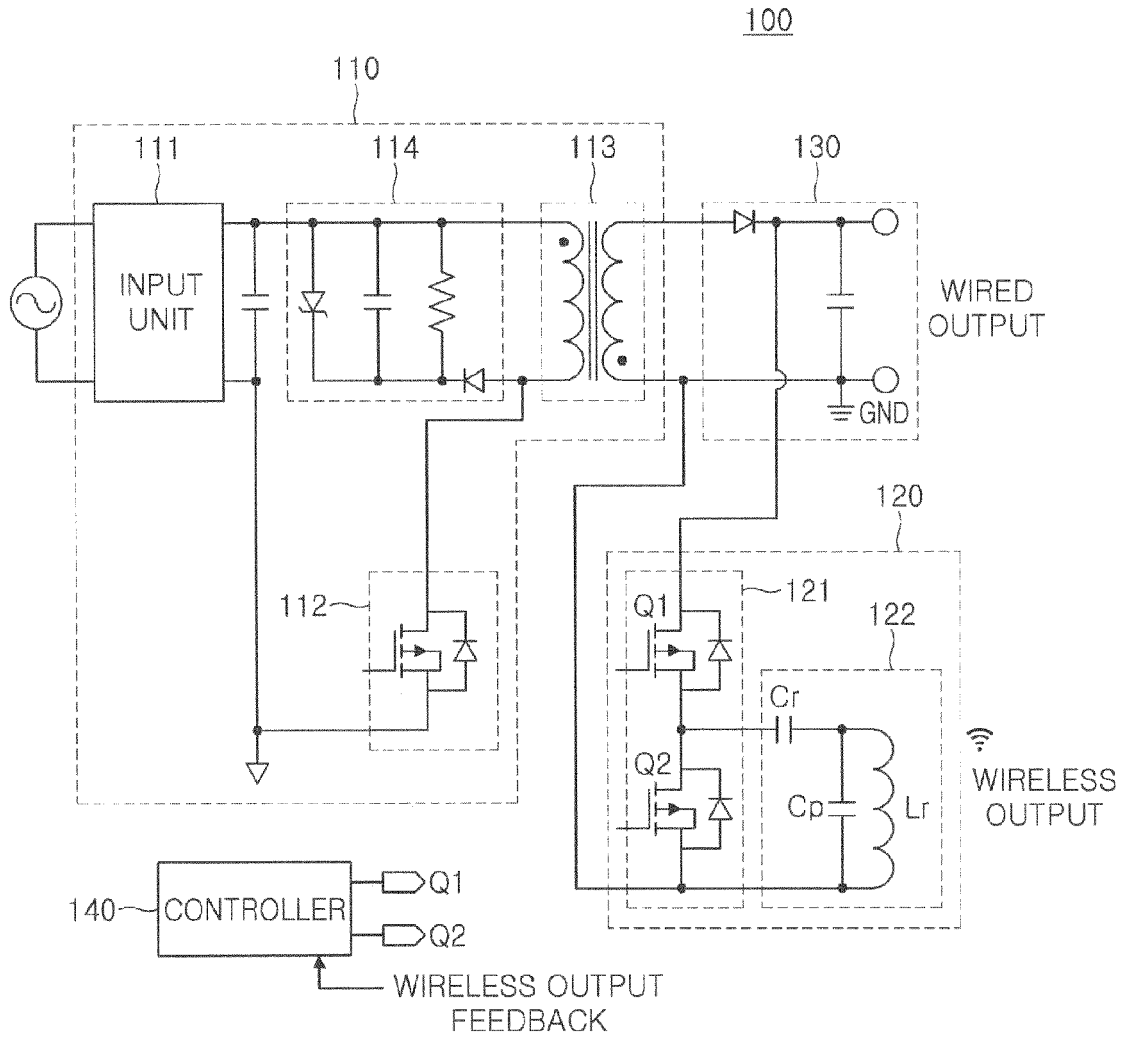 100
110
111
114
113
130
INPUT
UNIT
WIRED
OUTPUT
GND
120
112
Q1
121
122
Cr
Q2
Cp
Lr
WIRELESS
OUTPUT
140
CONTROLLER
Q1
Q2
WIRELESS OUTPUT
FEEDBACK